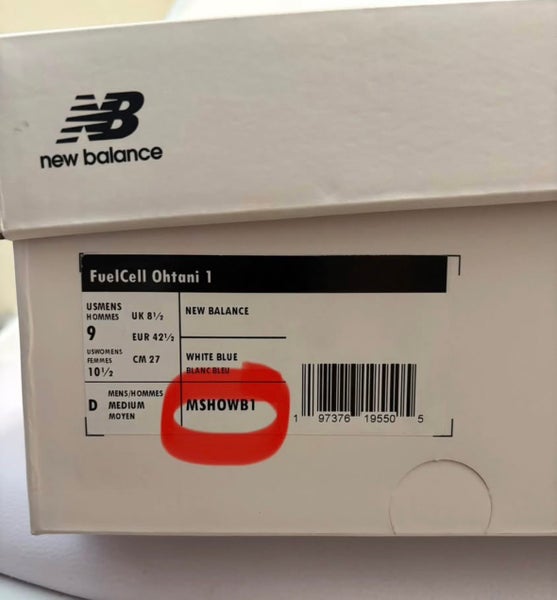 NB
new balance
FuelCell Ohtani 1
USMENS
HOMMES
9
UK 8½
EUR 42½
USWOMENS
FEMMES
10½
CM 27
NEW BALANCE
WHITE BLUE
BLANC BLEU
D
MENS/HOMMES
MEDIUM
MOYEN
MSHOWB1
1 97376 19550 5